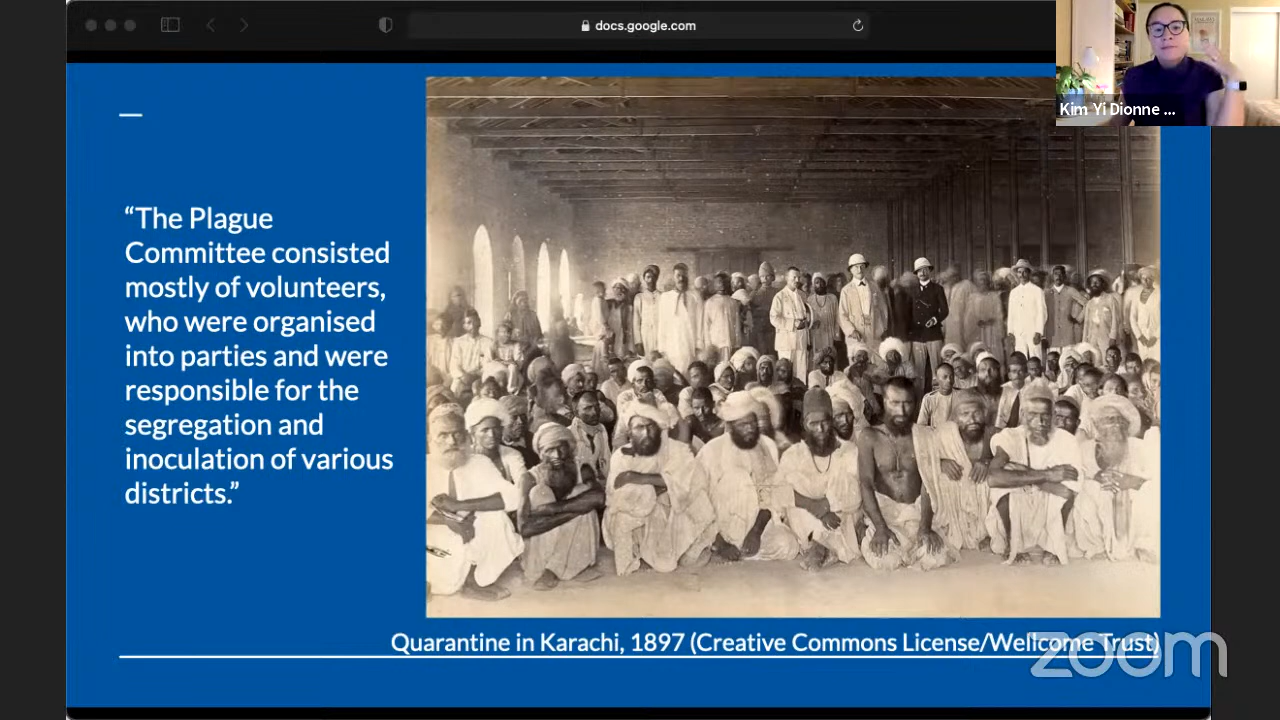 docs.google.com
Kim Yi Dionne ...
“The Plague
Committee consisted
mostly of volunteers,
who were organised
into parties and were
responsible for the
segregation and
inoculation of various
districts.”
Quarantine in Karachi, 1897 (Creative Commons License/Wellcome Trust)
zoom